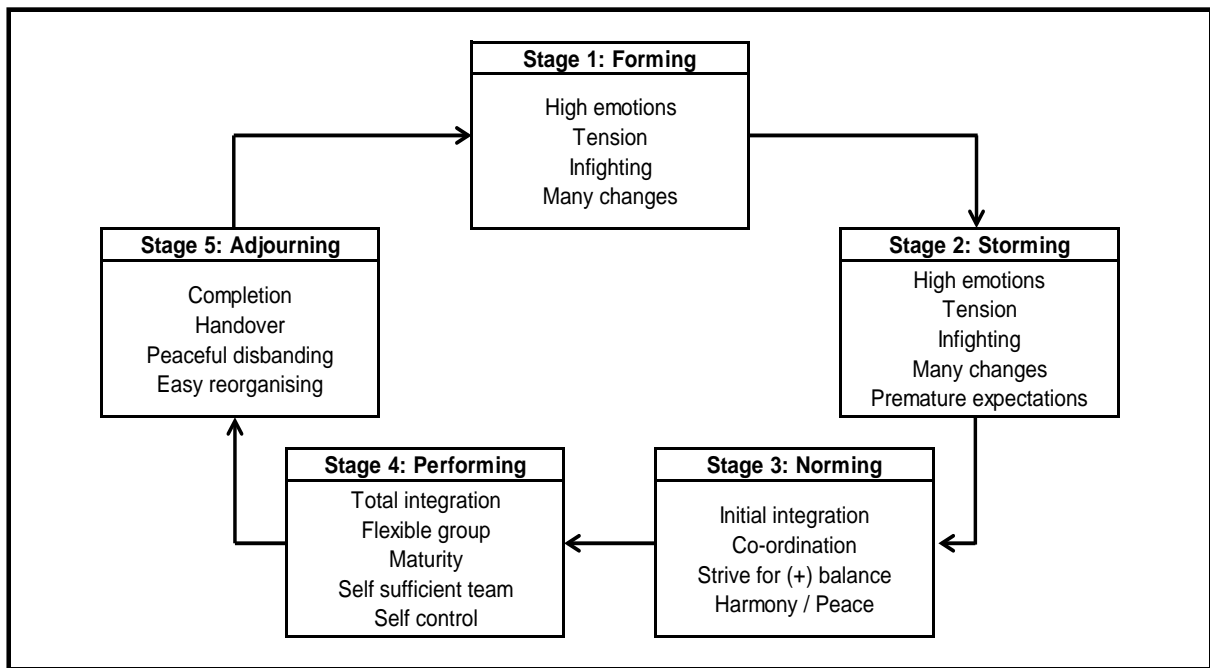 Stage 1: Forming
High emotions
Tension
Infighting
Many changes
Stage 2: Storming
High emotions
Tension
Infighting
Many changes
Premature expectations
Stage 3: Norming
Initial integration
Co-ordination
Strive for (+) balance
Harmony / Peace
Stage 4: Performing
Total integration
Flexible group
Maturity
Self sufficient team
Self control
Stage 5: Adjourning
Completion
Handover
Peaceful disbanding
Easy reorganising